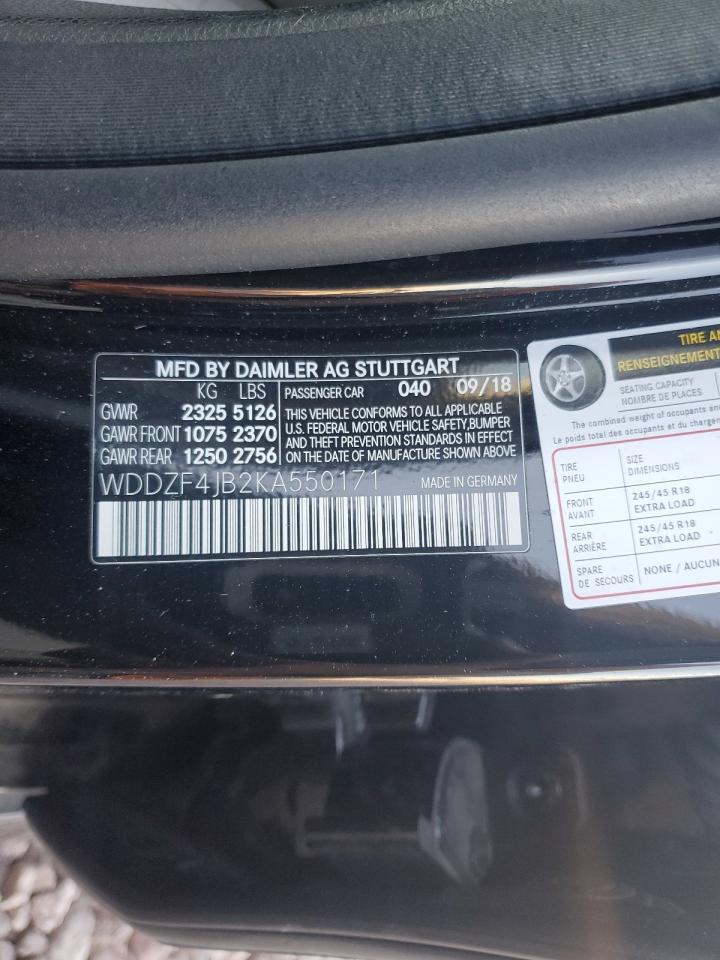 MFD BY DAIMLER AG STUTTGART
KG LBS PASSENGER CAR 040 09/18
GVWR 2325 5126
GAWR FRONT 1075 2370
GAWR REAR 1250 2756
THIS VEHICLE CONFORMS TO ALL APPLICABLE
U.S. FEDERAL MOTOR VEHICLE SAFETY,BUMPER
AND THEFT PREVENTION STANDARDS IN EFFECT
ON THE DATE OF MANUFACTURE SHOWN ABOVE.
WDDZF4JB2KA550171 MADE IN GERMANY
TIRE
RENSEIGNEMENT
SEATING CAPACITY
NOMBRE DE PLACES
The combined weight of occupants and
Le poids total des occupants et du
TIRE SIZE
PNEU DIMENSIONS
FRONT 245/45 R18
AVANT EXTRA LOAD
REAR 245/45 R18
ARRIÈRE EXTRA LOAD
SPARE NONE / AUCUN
DE SECOURS